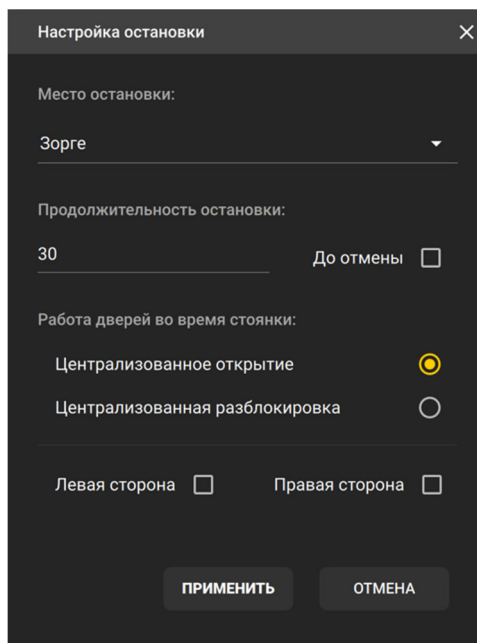 Настройка остановки
Место остановки:
Зорге
Продолжительность остановки:
30 До отмены
Работа дверей во время стоянки:
Централизованное открытие
Централизованная разблокировка
Левая сторона Правая сторона
ПРИМЕНИТЬ ОТМЕНА